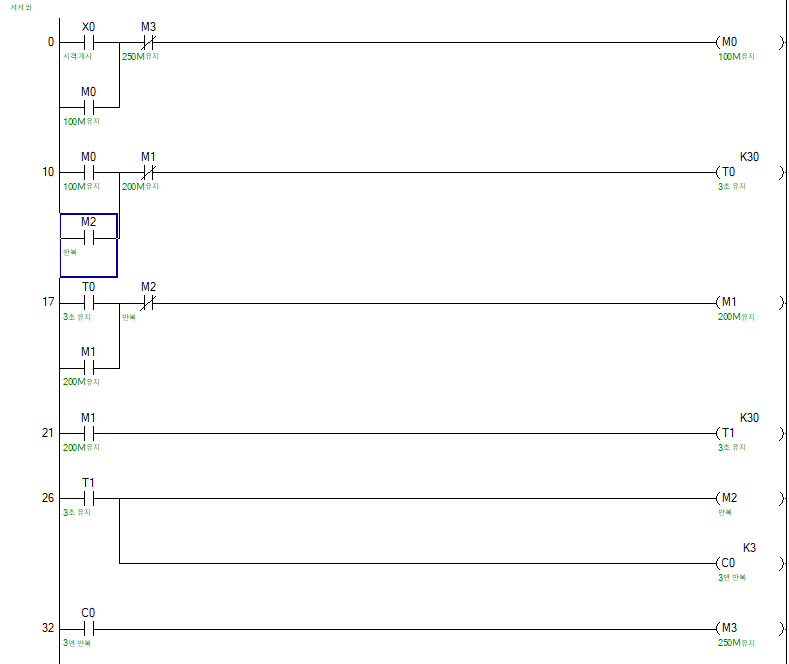 서서쏴
X0 M3
0 (M0 )
사격개시 250M유지 100M유지
M0
100M유지
M0 M1 K30
10 (T0 )
100M유지 200M유지 3초 유지
M2
반복
T0 M2
17 (M1 )
3초 유지 반복 200M유지
M1
200M유지
M1 K30
21 (T1 )
200M유지 3초 유지
T1
26 (M2 )
3초 유지 반복
K3
(C0 )
3번 반복
C0
32 (M3 )
3번 반복 250M유지